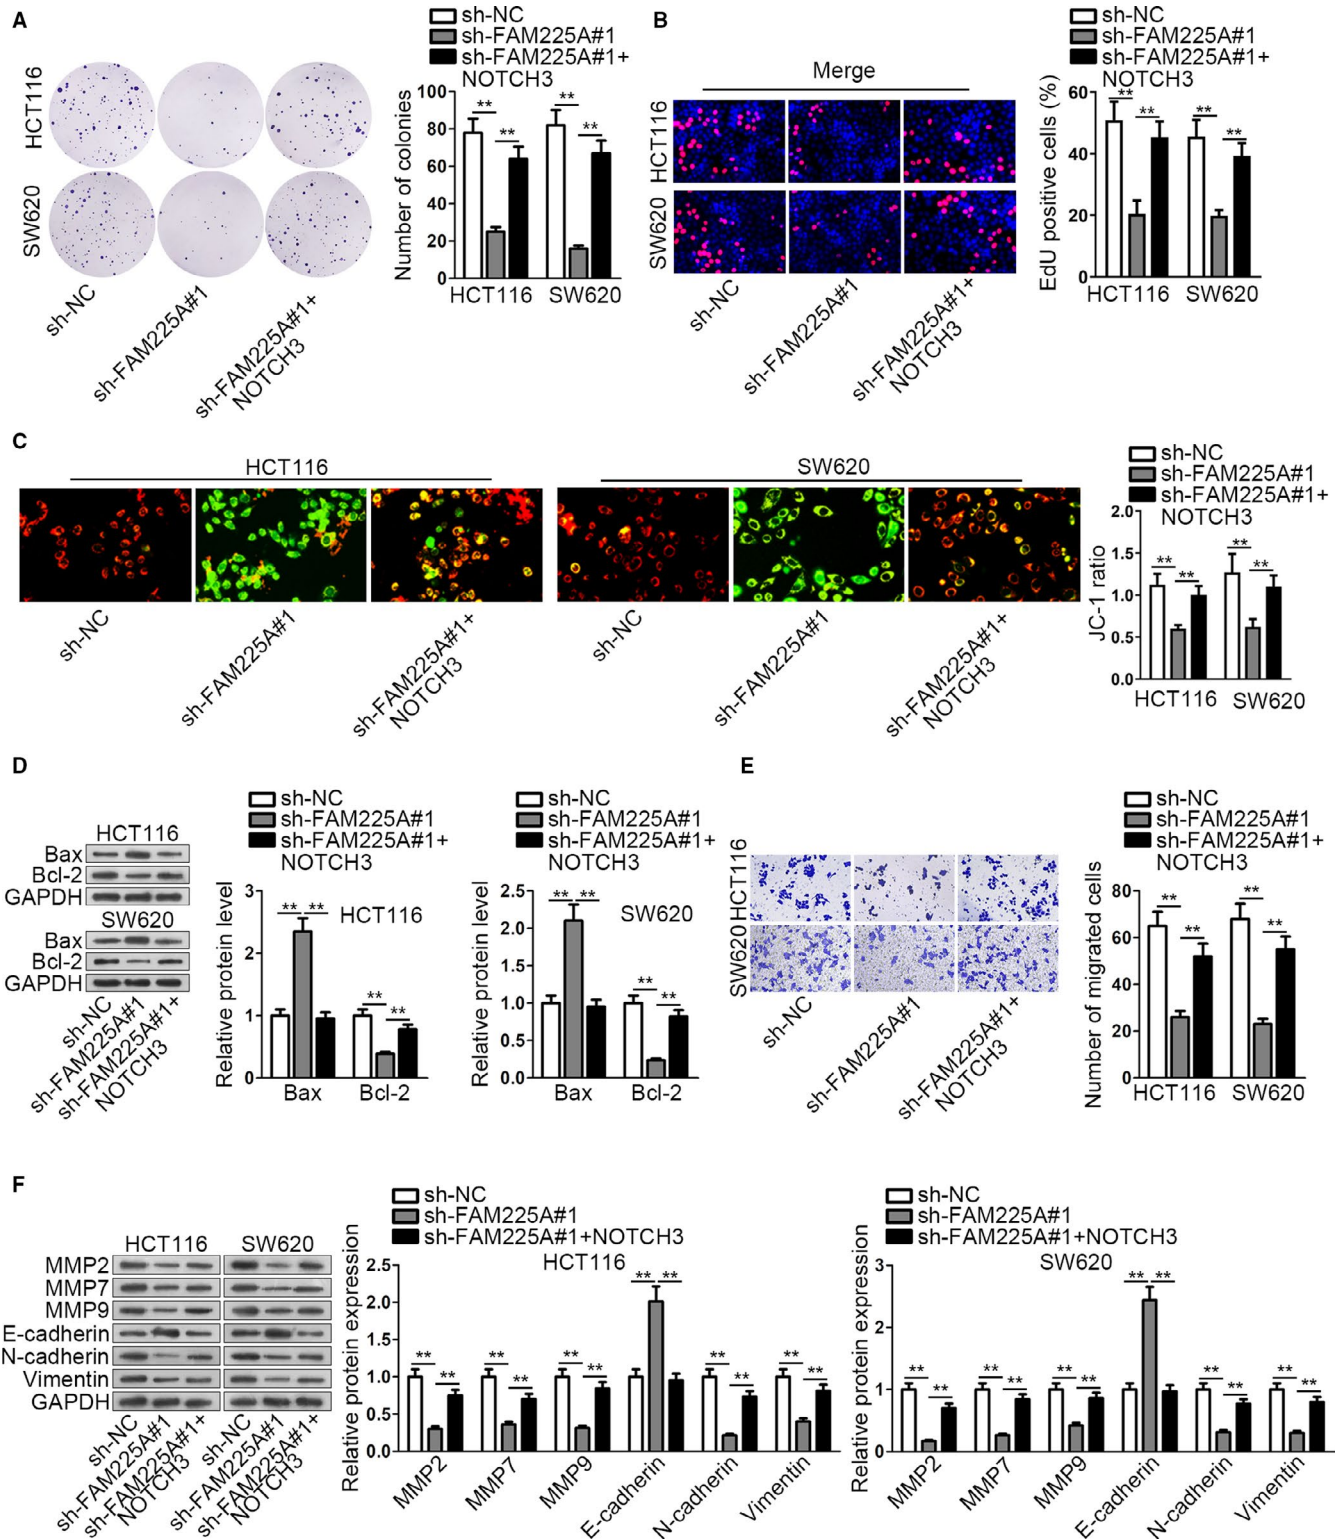 A
sh-NC
sh-FAM225A#1
sh-FAM225A#1+
NOTCH3
HCT116
SW620
sh-NC
sh-FAM225A#1
sh-FAM225A#1+
NOTCH3
Number of colonies
100
80
60
40
20
0
** ** ** **
HCT116 SW620
B
sh-NC
sh-FAM225A#1
sh-FAM225A#1+
NOTCH3
Merge
HCT116
SW620
sh-NC
sh-FAM225A#1
sh-FAM225A#1+
NOTCH3
EdU positive cells (%)
60
40
20
0
** ** ** **
HCT116 SW620
C
HCT116
SW620
sh-NC
sh-FAM225A#1
sh-FAM225A#1+
NOTCH3
sh-NC
sh-FAM225A#1
sh-FAM225A#1+
NOTCH3
sh-NC
sh-FAM225A#1
sh-FAM225A#1+
NOTCH3
JC-1 ratio
2.0
1.5
1.0
0.5
0.0
** ** ** **
HCT116 SW620
D
HCT116
Bax
Bcl-2
GAPDH
SW620
Bax
Bcl-2
GAPDH
sh-NC
sh-FAM225A#1
sh-FAM225A#1+
NOTCH3
sh-NC
sh-FAM225A#1
sh-FAM225A#1+
NOTCH3
Relative protein level
3
2
1
0
HCT116
** ** ** **
Bax Bcl-2
sh-NC
sh-FAM225A#1
sh-FAM225A#1+
NOTCH3
Relative protein level
2.5
2.0
1.5
1.0
0.5
0.0
SW620
** ** ** **
Bax Bcl-2
E
HCT116
SW620
sh-NC
sh-FAM225A#1
sh-FAM225A#1+
NOTCH3
sh-NC
sh-FAM225A#1
sh-FAM225A#1+
NOTCH3
Number of migrated cells
80
60
40
20
0
** ** ** **
HCT116 SW620
F
HCT116 SW620
MMP2
MMP7
MMP9
E-cadherin
N-cadherin
Vimentin
GAPDH
sh-NC
sh-FAM225A#1
sh-FAM225A#1+
NOTCH3
sh-NC
sh-FAM225A#1
sh-FAM225A#1+
NOTCH3
sh-NC
sh-FAM225A#1
sh-FAM225A#1+NOTCH3
HCT116
Relative protein expression
2.5
2.0
1.5
1.0
0.5
0.0
** ** ** ** ** ** ** ** ** ** ** **
MMP2
MMP7
MMP9
E-cadherin
N-cadherin
Vimentin
sh-NC
sh-FAM225A#1
sh-FAM225A#1+NOTCH3
SW620
Relative protein expression
3
2
1
0
** ** ** ** ** ** ** ** ** ** ** **
MMP2
MMP7
MMP9
E-cadherin
N-cadherin
Vimentin